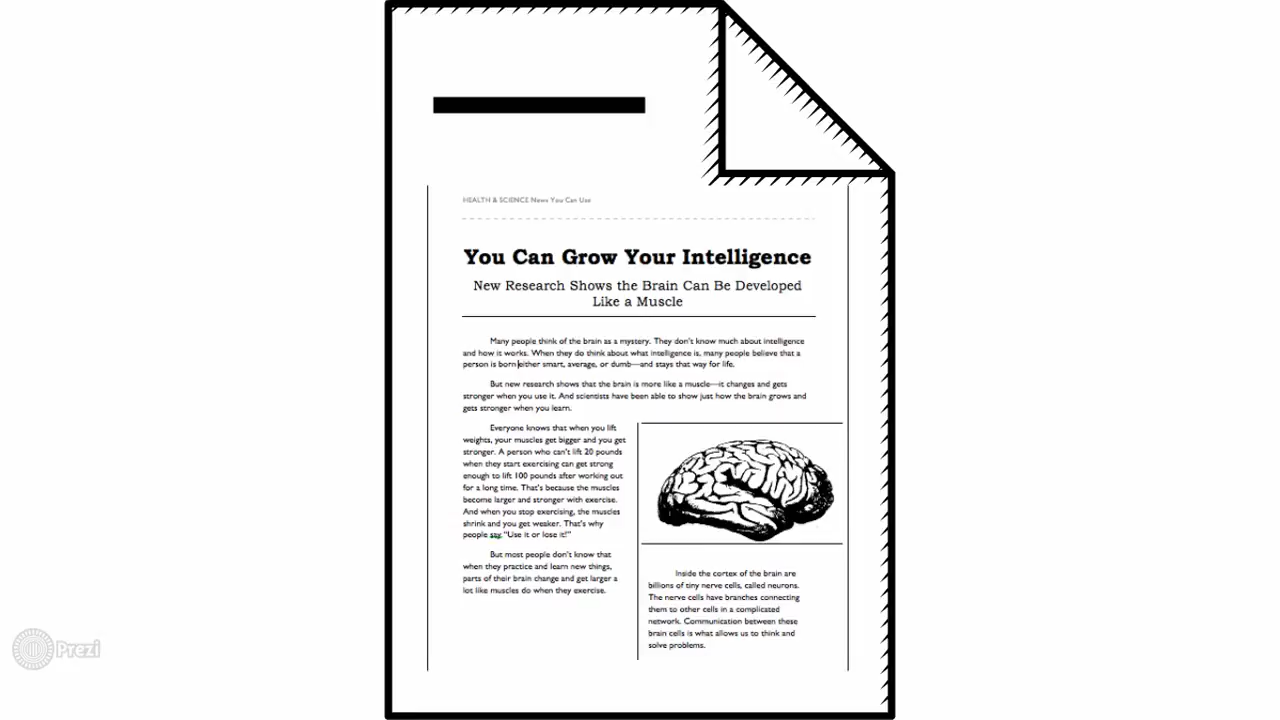 HEALTH & SCIENCE News You Can Use
You Can Grow Your Intelligence
New Research Shows the Brain Can Be Developed
Like a Muscle
Many people think of the brain as a mystery. They don't know much about intelligence
and how it works. When they do think about what intelligence is, many people believe that a
person is born either smart, average, or dumb—and stays that way for life.
But new research shows that the brain is more like a muscle—it changes and gets
stronger when you use it. And scientists have been able to show just how the brain grows and
gets stronger when you learn.
Everyone knows that when you lift
weights, your muscles get bigger and you get
stronger. A person who can't lift 20 pounds
when they start exercising can get strong
enough to lift 100 pounds after working out
for a long time. That's because the muscles
become larger and stronger with exercise.
And when you stop exercising, the muscles
shrink and you get weaker. That's why
people say "Use it or lose it!"
But most people don't know that
when they practice and learn new things,
parts of their brain change and get larger a
lot like muscles do when they exercise.
Inside the cortex of the brain are
billions of tiny nerve cells, called neurons.
The nerve cells have branches connecting
them to other cells in a complicated
network. Communication between these
brain cells is what allows us to think and
solve problems.
Prezi